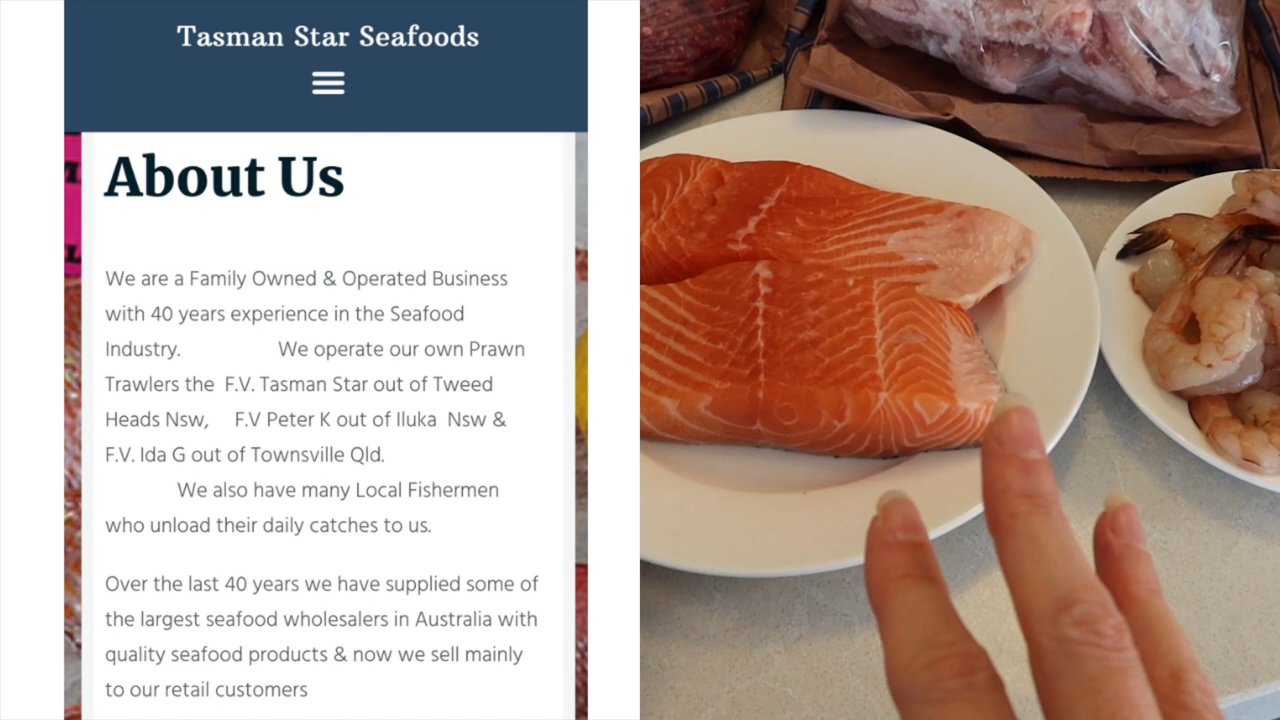 Tasman Star Seafoods
About Us
We are a Family Owned & Operated Business
with 40 years experience in the Seafood
Industry. We operate our own Prawn
Trawlers the F.V. Tasman Star out of Tweed
Heads Nsw, F.V Peter K out of Iluka Nsw &
F.V. Ida G out of Townsville Qld.
We also have many Local Fishermen
who unload their daily catches to us.
Over the last 40 years we have supplied some of
the largest seafood wholesalers in Australia with
quality seafood products & now we sell mainly
to our retail customers